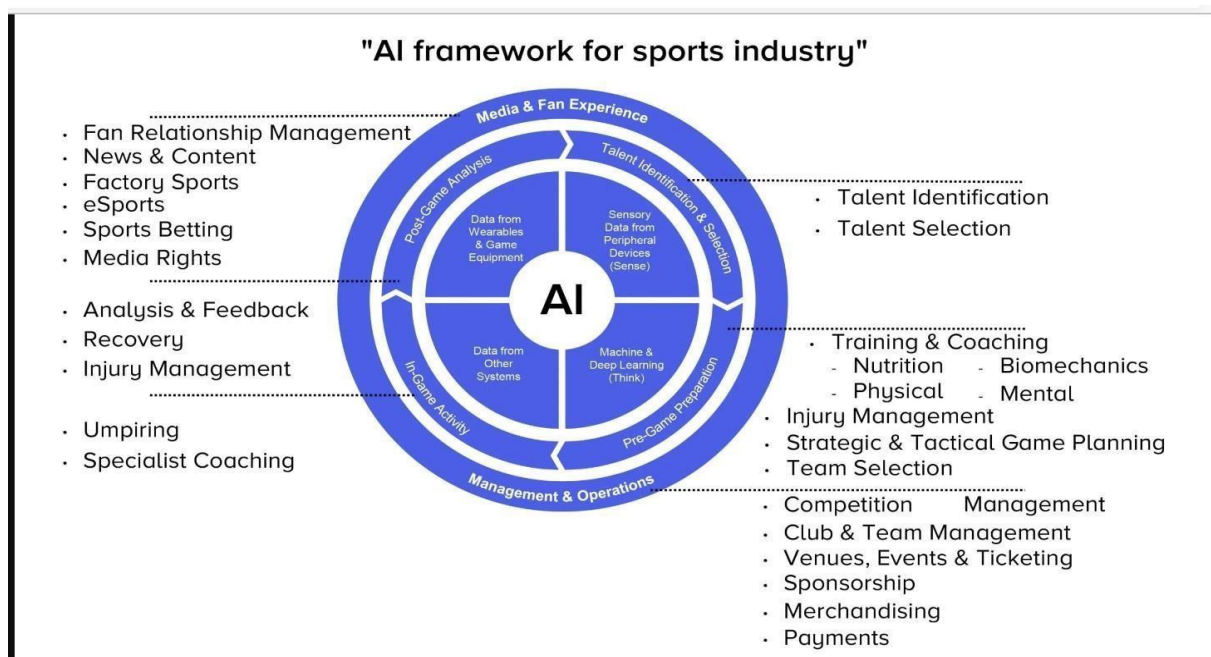 "AI framework for sports industry"
Media & Fan Experience
• Fan Relationship Management
• News & Content
• Factory Sports
• eSports
• Sports Betting
• Media Rights
• Analysis & Feedback
• Recovery
• Injury Management
• Umpiring
• Specialist Coaching
Post-Game Analysis
Talent Identification & Selection
In-Game Activity
Pre-Game Preparation
Data from
Wearables
& Game
Equipment
Sensory
Data from
Peripheral
Devices
(Sense)
AI
Data from
Other
Systems
Machine &
Deep Learning
(Think)
Management & Operations
• Talent Identification
• Talent Selection
• Training & Coaching
- Nutrition - Biomechanics
- Physical - Mental
• Injury Management
• Strategic & Tactical Game Planning
• Team Selection
• Competition Management
• Club & Team Management
• Venues, Events & Ticketing
• Sponsorship
• Merchandising
• Payments